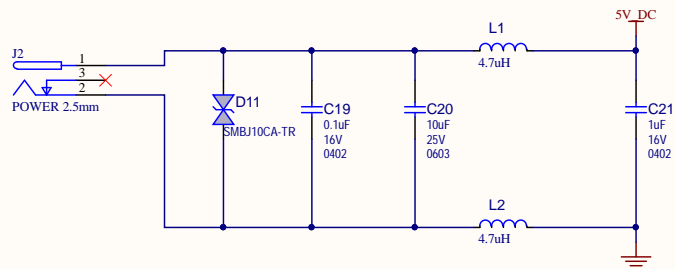 5V_DC
L1
4.7uH
J2
1
3
2
POWER 2.5mm
D11
SMBJ10CA-TR
C19
0.1uF
16V
0402
C20
10uF
25V
0603
C21
1uF
16V
0402
L2
4.7uH